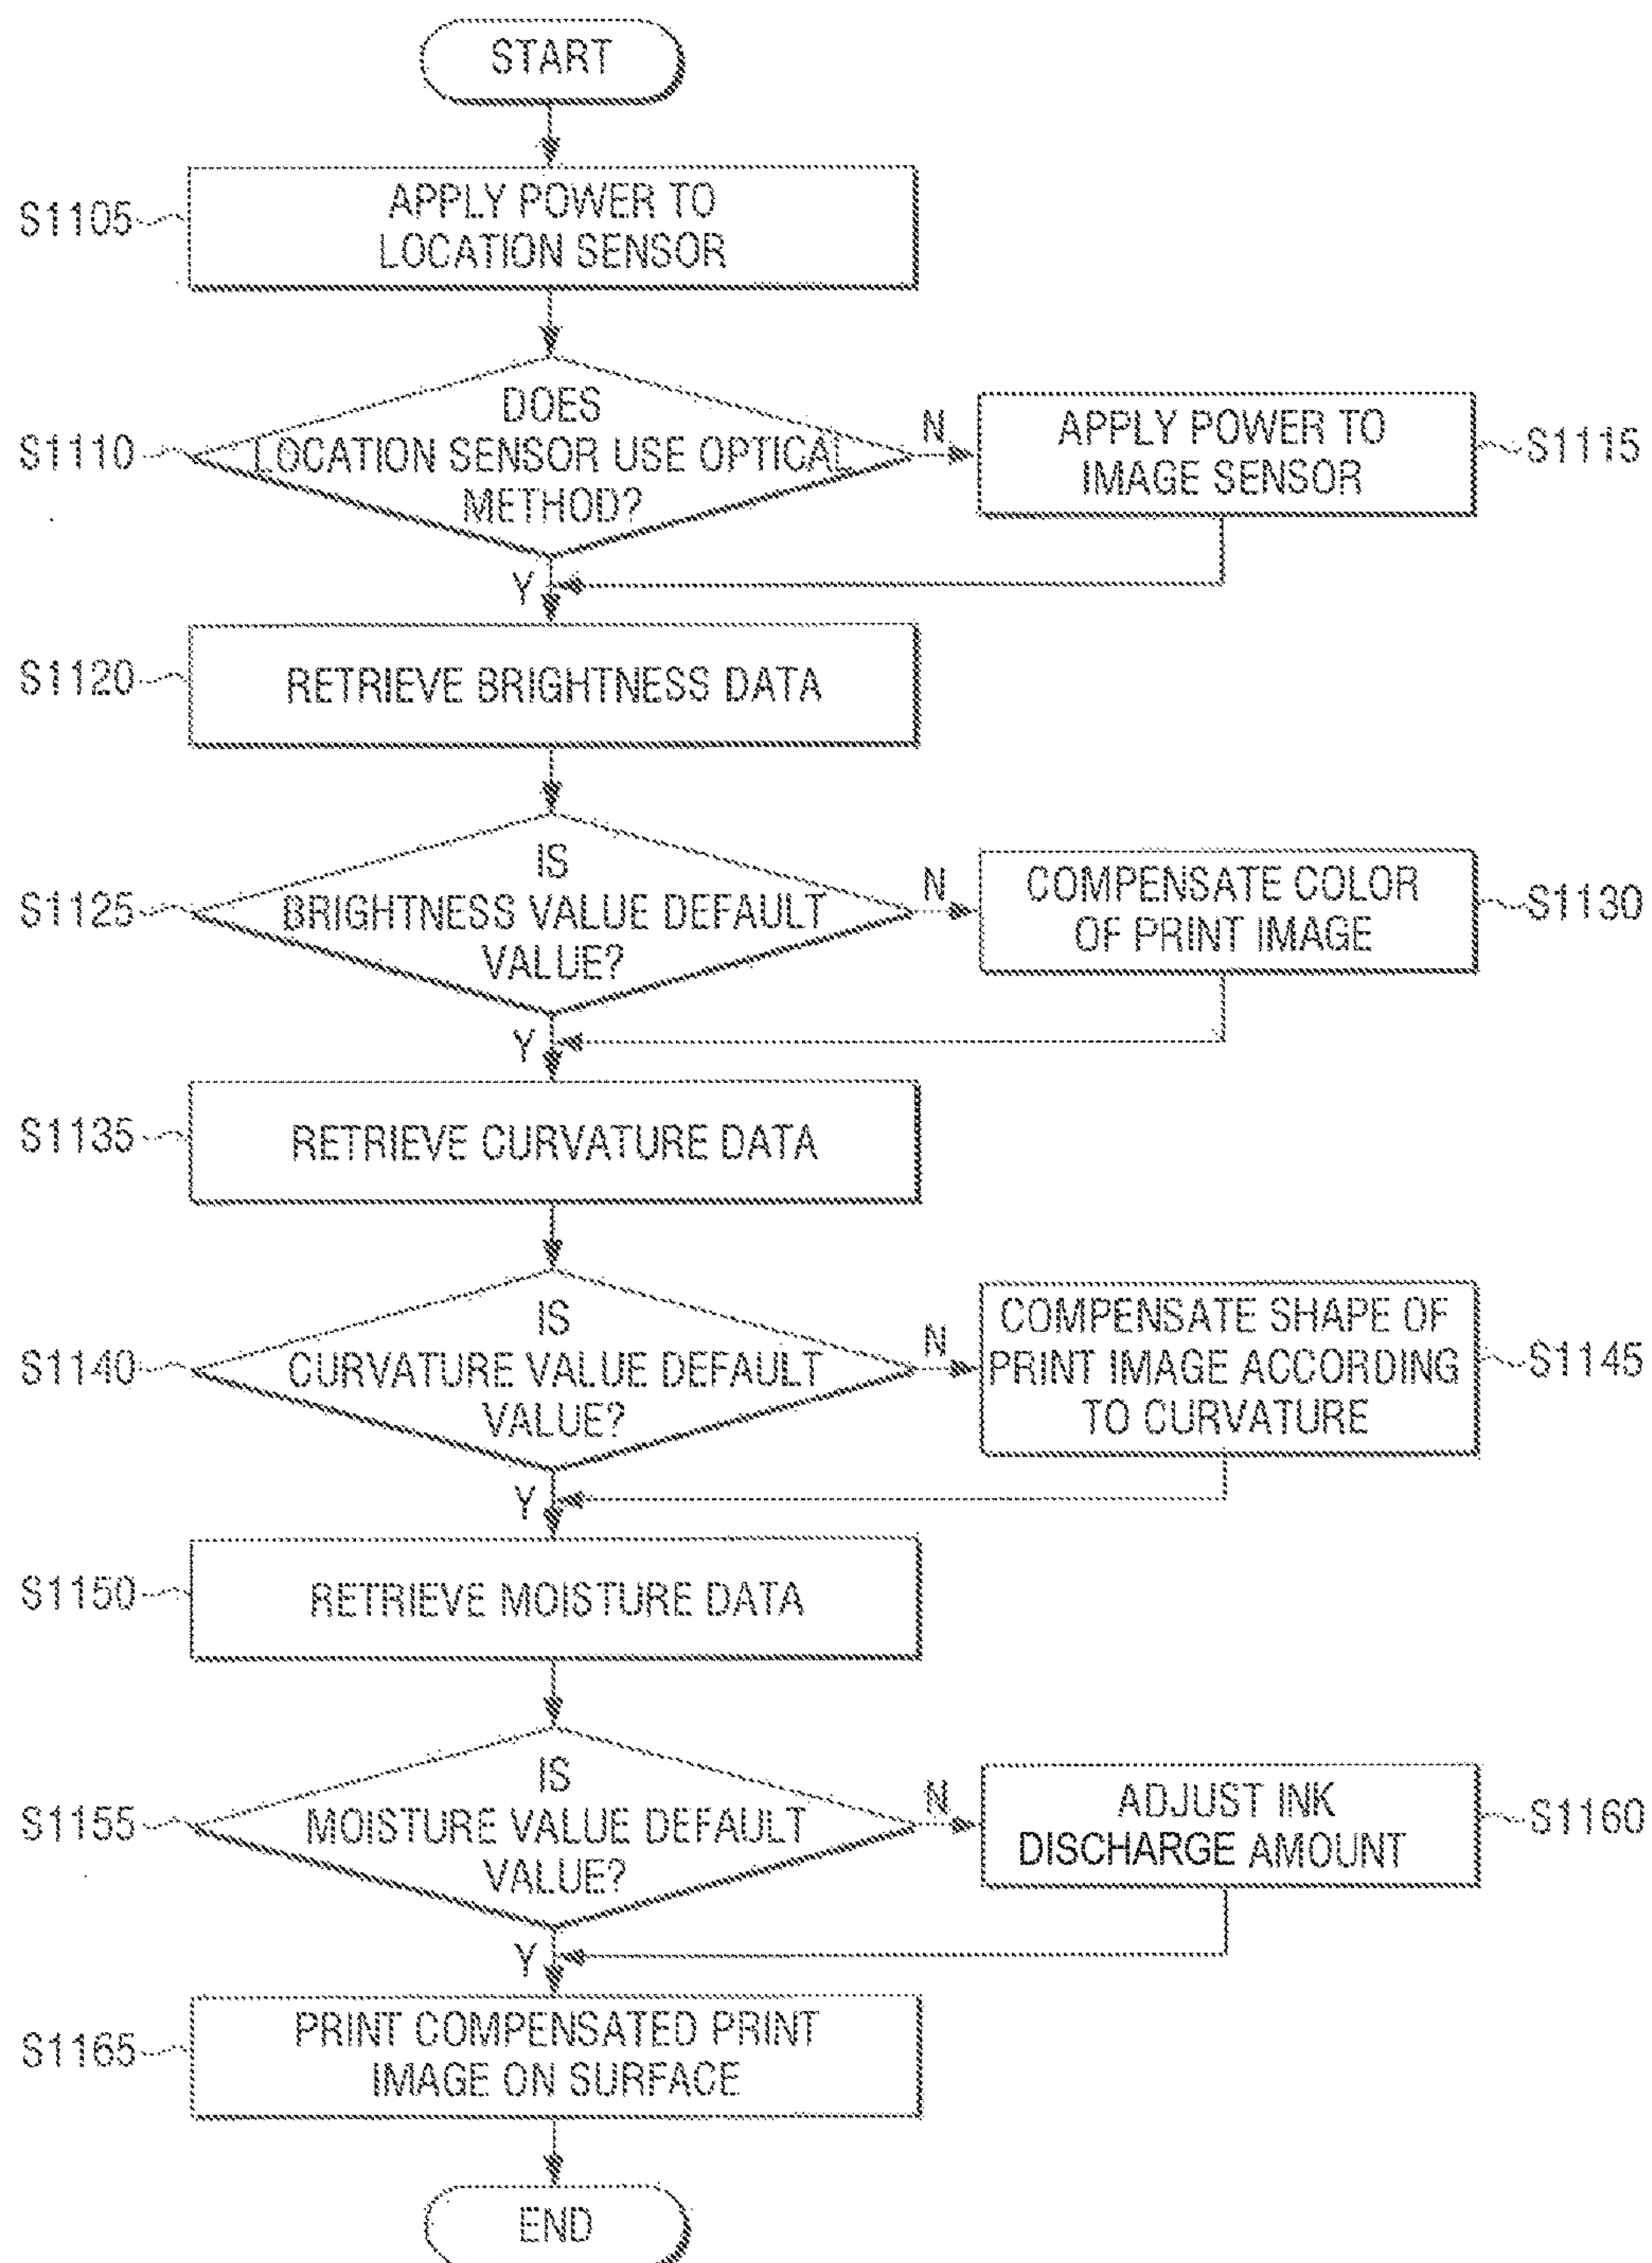 START
S1105
APPLY POWER TO
LOCATION SENSOR
S1110
DOES
LOCATION SENSOR USE OPTICAL
METHOD?
N
APPLY POWER TO
IMAGE SENSOR
S1115
Y
S1120
RETRIEVE BRIGHTNESS DATA
S1125
IS
BRIGHTNESS VALUE DEFAULT
VALUE?
N
COMPENSATE COLOR
OF PRINT IMAGE
S1130
Y
S1135
RETRIEVE CURVATURE DATA
S1140
IS
CURVATURE VALUE DEFAULT
VALUE?
N
COMPENSATE SHAPE OF
PRINT IMAGE ACCORDING
TO CURVATURE
S1145
Y
S1150
RETRIEVE MOISTURE DATA
S1155
IS
MOISTURE VALUE DEFAULT
VALUE?
N
ADJUST INK
DISCHARGE AMOUNT
S1160
Y
S1165
PRINT COMPENSATED PRINT
IMAGE ON SURFACE
END